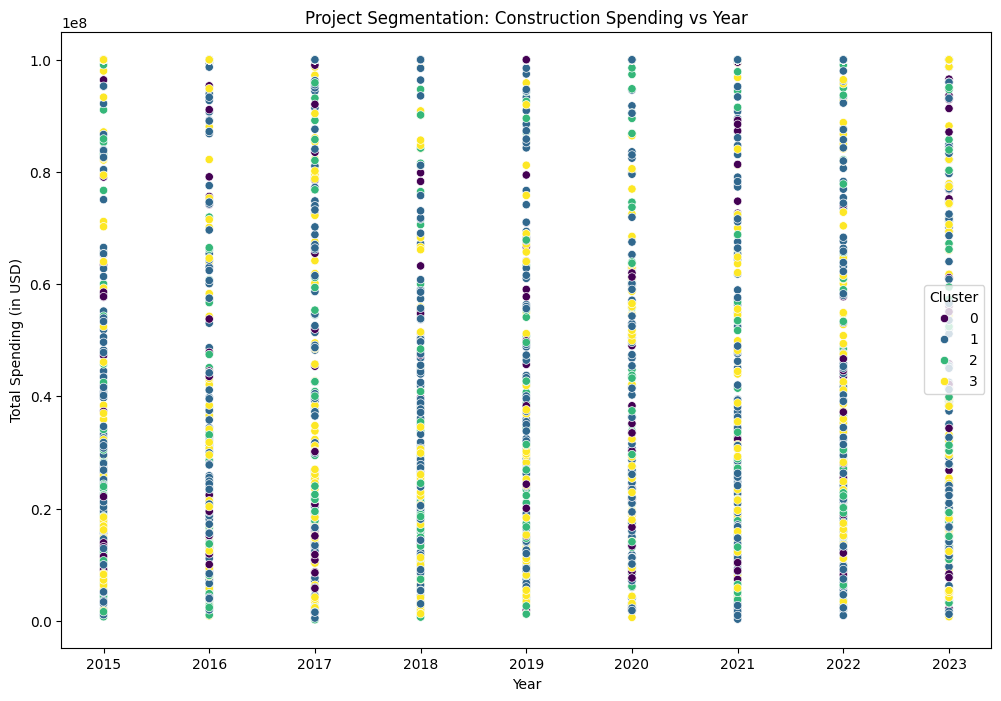 Project Segmentation: Construction Spending vs Year
1e8
1.0
0.8
0.6
0.4
0.2
0.0
Total Spending (in USD)
Cluster
0
1
2
3
2015 2016 2017 2018 2019 2020 2021 2022 2023
Year